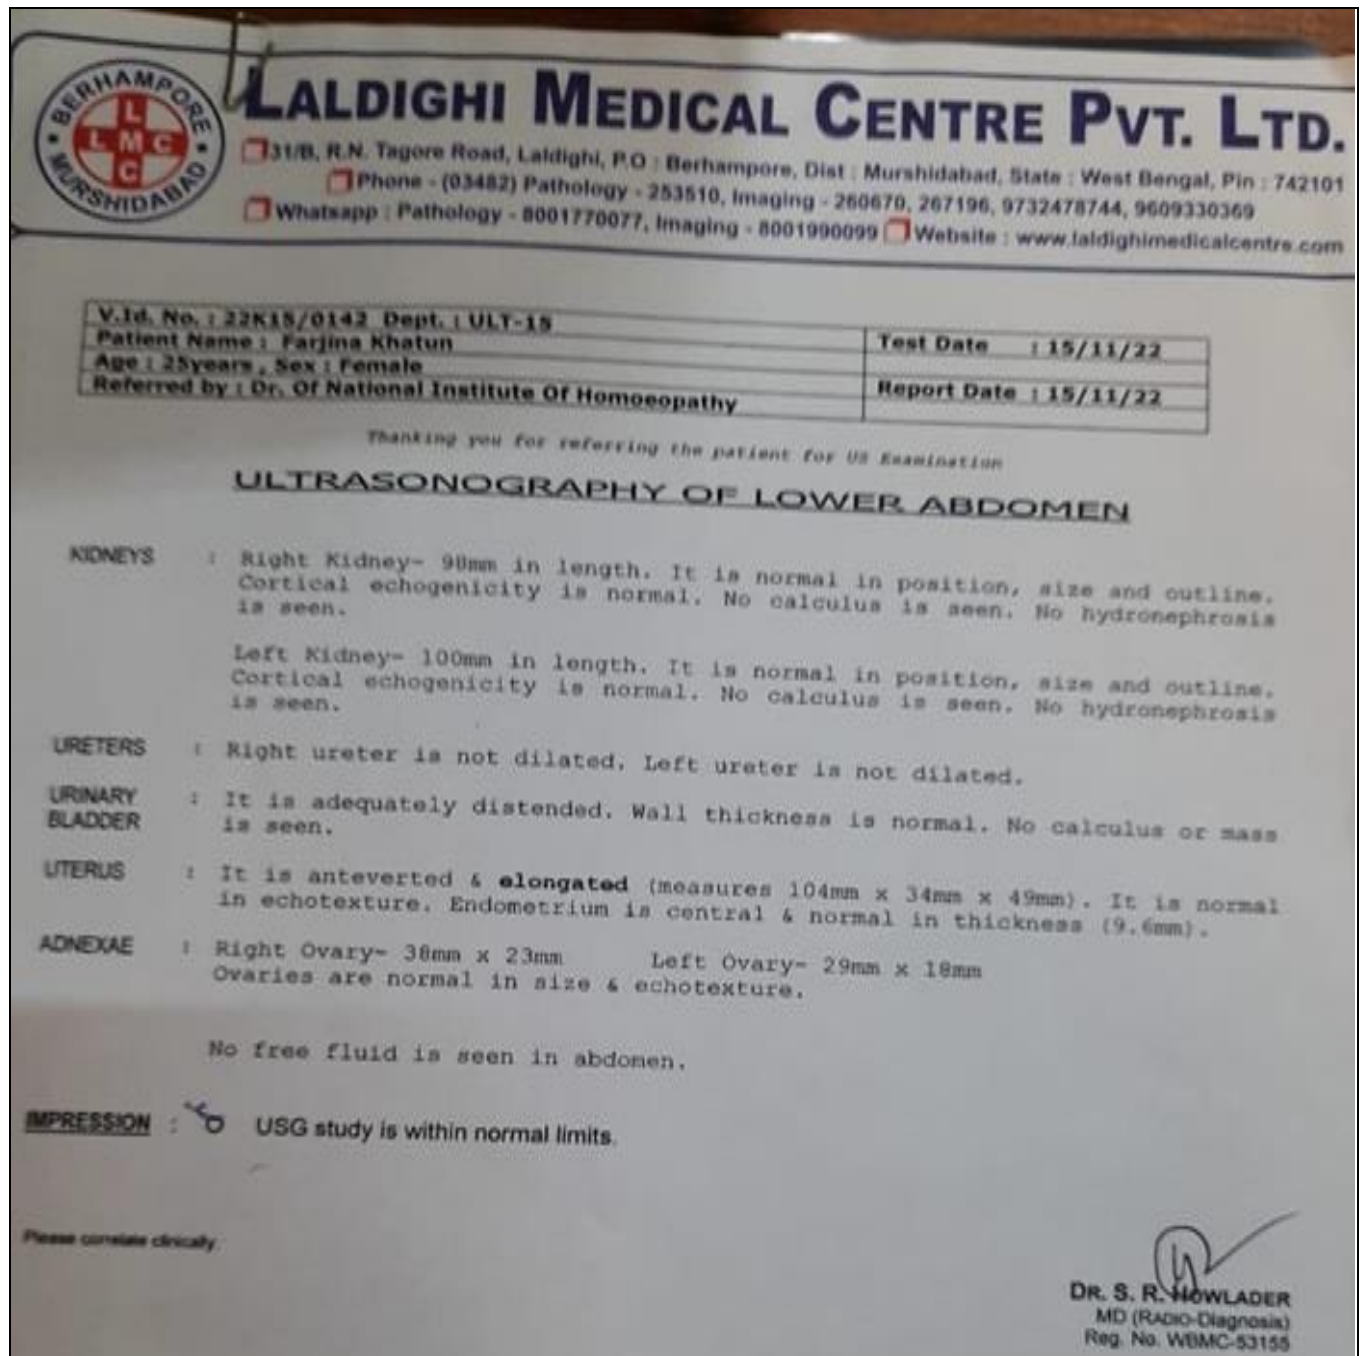 BERHAMPORE
LMC
LMC
MURSHIDABAD
LALDIGHI MEDICAL CENTRE PVT. LTD.
31/B, R.N. Tagore Road, Laldighi, P.O : Berhampore, Dist : Murshidabad, State : West Bengal, Pin : 742101
Phone - (03482) Pathology - 253510, Imaging - 260670, 267196, 9732478744, 9609330369
Whatsapp : Pathology - 8001770077, Imaging - 8001990099 Website : www.laldighimedicalcentre.com
V.Id. No. : 22K15/0142 Dept. : ULT-15
Patient Name : Farjina Khatun Test Date : 15/11/22
Age : 25years , Sex : Female
Referred by : Dr. Of National Institute Of Homoeopathy Report Date : 15/11/22
Thanking you for referring the patient for US Examination
ULTRASONOGRAPHY OF LOWER ABDOMEN
KIDNEYS : Right Kidney- 98mm in length. It is normal in position, size and outline.
Cortical echogenicity is normal. No calculus is seen. No hydronephrosis
is seen.
Left Kidney- 100mm in length. It is normal in position, size and outline.
Cortical echogenicity is normal. No calculus is seen. No hydronephrosis
is seen.
URETERS : Right ureter is not dilated. Left ureter is not dilated.
URINARY : It is adequately distended. Wall thickness is normal. No calculus or mass
BLADDER is seen.
UTERUS : It is anteverted & elongated (measures 104mm x 34mm x 49mm). It is normal
in echotexture. Endometrium is central & normal in thickness (9.6mm).
ADNEXAE : Right Ovary- 38mm x 23mm Left Ovary- 29mm x 18mm
Ovaries are normal in size & echotexture.
No free fluid is seen in abdomen.
IMPRESSION : USG study is within normal limits.
Please correlate clinically.
DR. S. R. HOWLADER
MD (RADIO-Diagnosis)
Reg. No. WBMC-53155